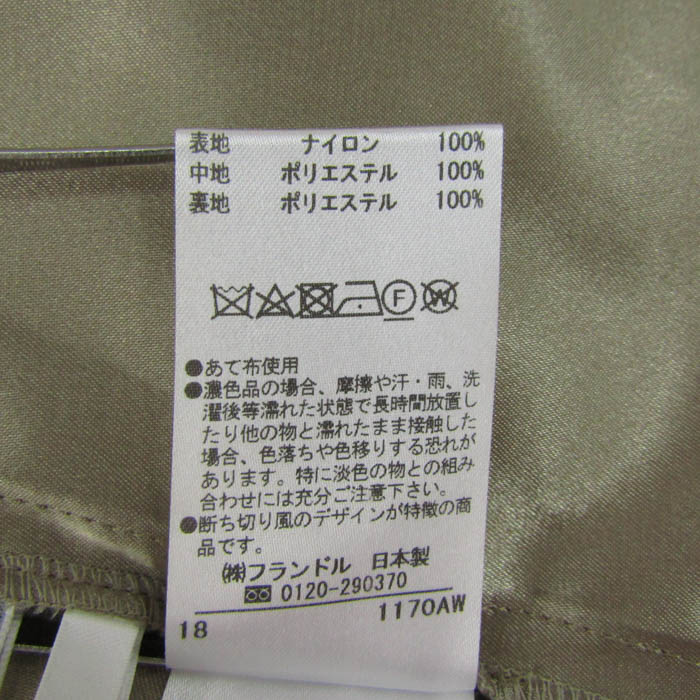 表地 ナイロン 100%
中地 ポリエステル 100%
裏地 ポリエステル 100%
F W
●あて布使用
●濃色品の場合、摩擦や汗・雨、洗
濯後等濡れた状態で長時間放置し
たり他の物と濡れたまま接触した
場合、色落ちや色移りする恐れが
あります。特に淡色の物との組み
合わせには充分ご注意下さい。
●断ち切り風のデザインが特徴の商
品です。
㈱フランドル 日本製
0120-290370
18 1170AW